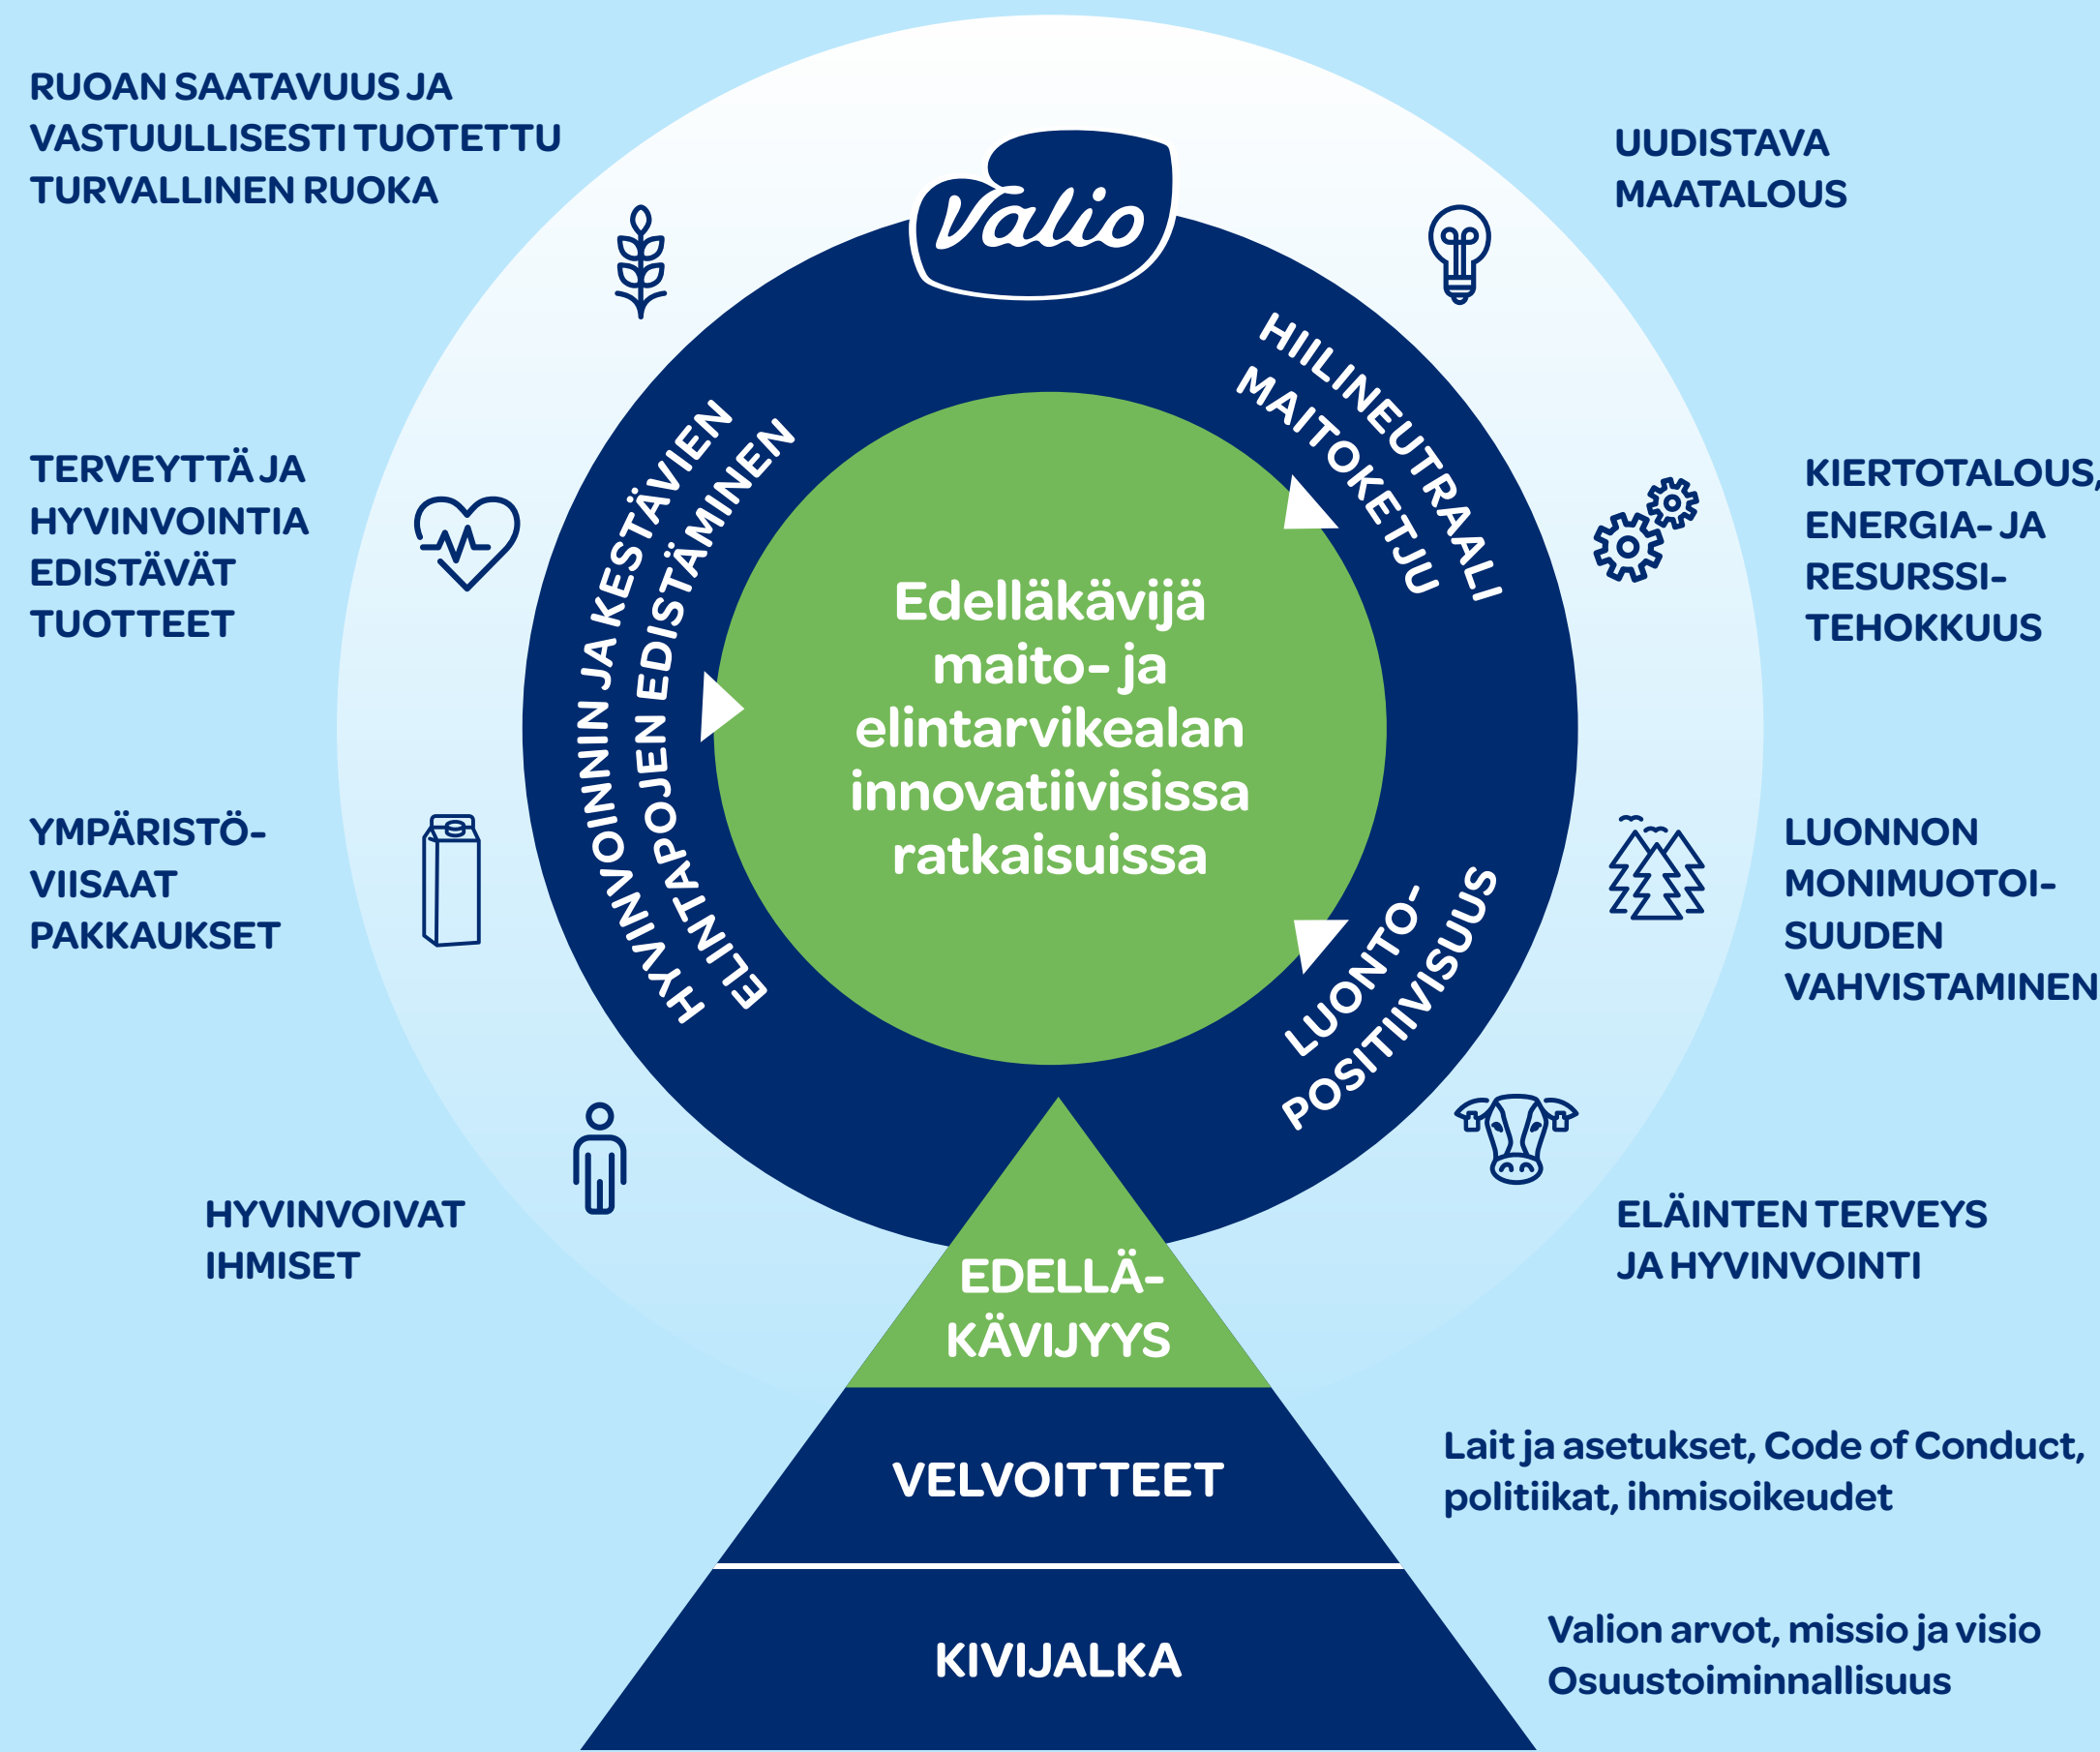 RUOAN SAATAVUUS JA
VASTUULLISESTI TUOTETTU
TURVALLINEN RUOKA
TERVEYTTÄ JA
HYVINVOINTIA
EDISTÄVÄT
TUOTTEET
YMPÄRISTÖ-
VIISAAT
PAKKAUKSET
HYVINVOIVAT
IHMISET
Valio
HYVINVOINNIN JA KESTÄVIEN
ELINTAPOJEN EDISTÄMINEN
HIILINEUTRAALI
MAITOKETJU
LUONTO-
POSITIIVISUUS
Edelläkävijä
maito- ja
elintarvikealan
innovatiivisissa
ratkaisuissa
UUDISTAVA
MAATALOUS
KIERTOTALOUS,
ENERGIA- JA
RESURSSI-
TEHOKKUUS
LUONNON
MONIMUOTOI-
SUUDEN
VAHVISTAMINEN
ELÄINTEN TERVEYS
JA HYVINVOINTI
EDELLÄ-
KÄVIJYYS
VELVOITTEET
Lait ja asetukset, Code of Conduct,
politiikat, ihmisoikeudet
KIVIJALKA
Valion arvot, missio ja visio
Osuustoiminnallisuus